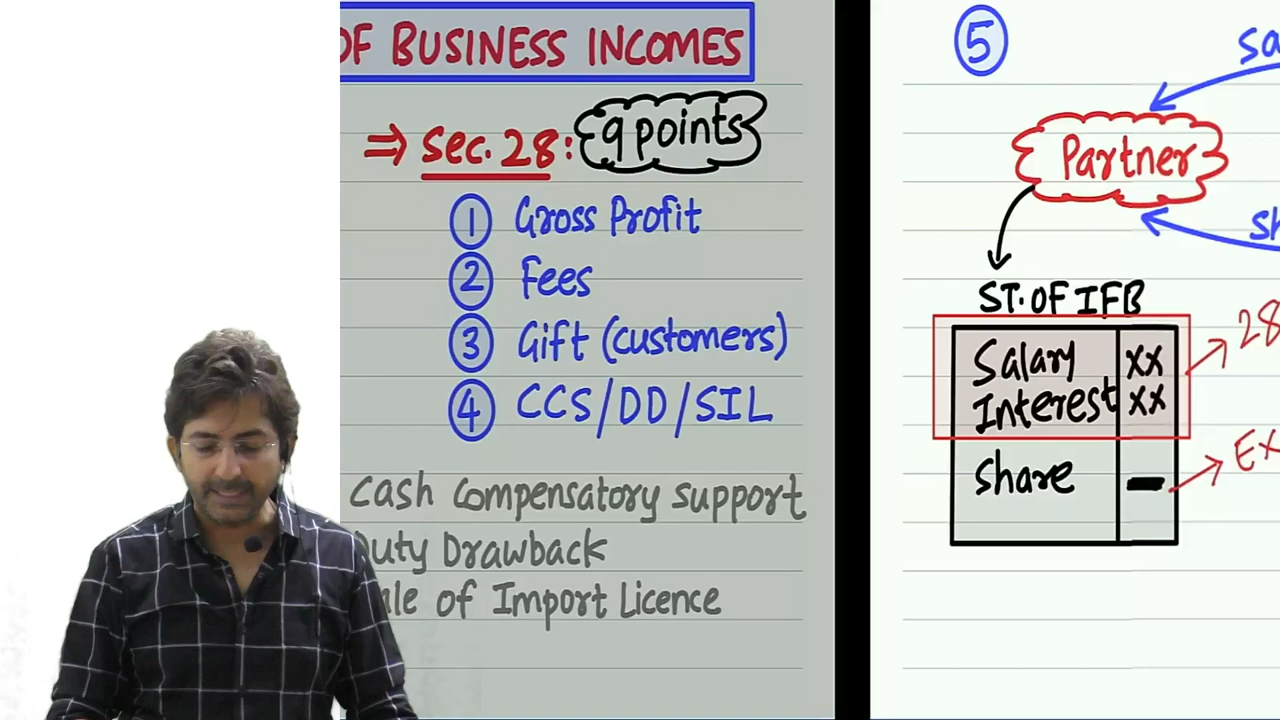 OF BUSINESS INCOMES
⇒ Sec. 28: 9 points
① Gross Profit
② Fees
③ Gift (customers)
④ CCS/DD/SIL
Cash Compensatory support
Duty Drawback
Sale of Import Licence
⑤
Partner
ST. OF IFB
Salary XX
Interest XX
28
Share —